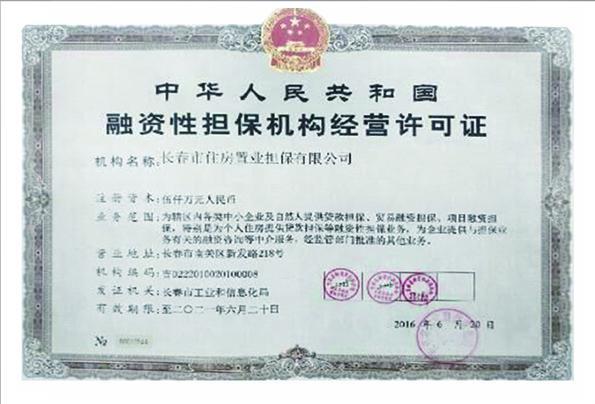 中华人民共和国
融资性担保机构经营许可证
机构名称：长春市住房置业担保有限公司
注册资本：伍仟万元人民币
业务范围：为辖区内各类中小企业及自然人提供贷款担保、贸易融资担保、项目融资担
保，特别是为个人住房提供贷款担保等融资性担保业务，为企业提供与担保业
务有关的融资咨询等中介服务，经监管部门批准的其他业务。
营业地址：长春市南关区新发路218号
机构编码：吉0222010020100008
发证机关：长春市工业和信息化局
有效期限：至二〇二一年六月二十日
2016 年 6 月 20 日
№